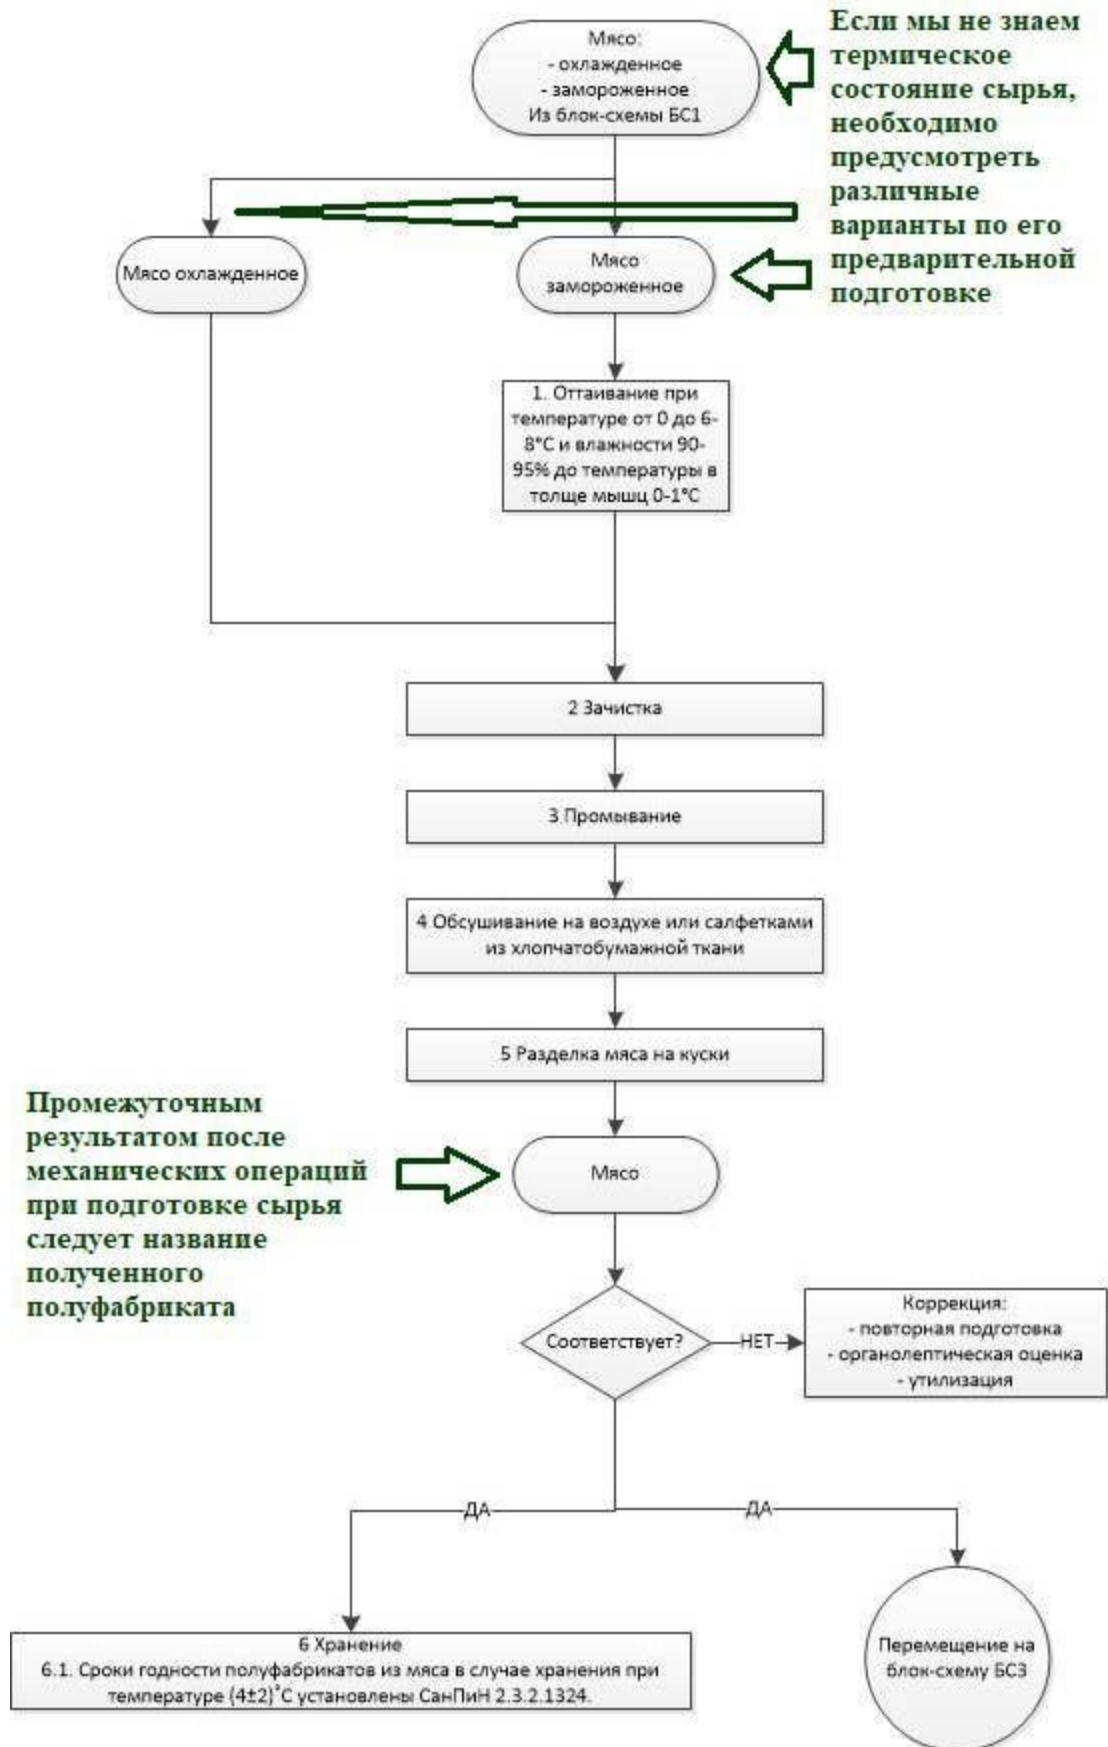 Мясо:
- охлажденное
- замороженное
Из блок-схемы БС1
Если мы не знаем
термическое
состояние сырья,
необходимо
предусмотреть
различные
варианты по его
предварительной
подготовке
Мясо охлажденное
Мясо
замороженное
1. Оттаивание при
температуре от 0 до 6-
8°С и влажности 90-
95% до температуры в
толще мышц 0-1°С
2 Зачистка
3 Промывание
4 Обсушивание на воздухе или салфетками
из хлопчатобумажной ткани
5 Разделка мяса на куски
Промежуточным
результатом после
механических операций
при подготовке сырья
следует название
полученного
полуфабриката
Мясо
Соответствует?
НЕТ
Коррекция:
- повторная подготовка
- органолептическая оценка
- утилизация
ДА
ДА
6 Хранение
6.1. Сроки годности полуфабрикатов из мяса в случае хранения при
температуре (4±2)°С установлены СанПиН 2.3.2.1324.
Перемещение на
блок-схему БС3